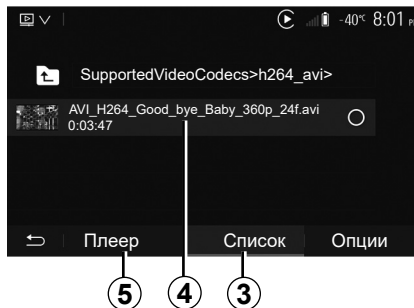 -40°C 8:01
SupportedVideoCodecs>h264_avi>
AVI_H264_Good_bye_Baby_360p_24f.avi
0:03:47
Плеер Список Опции
5 4 3